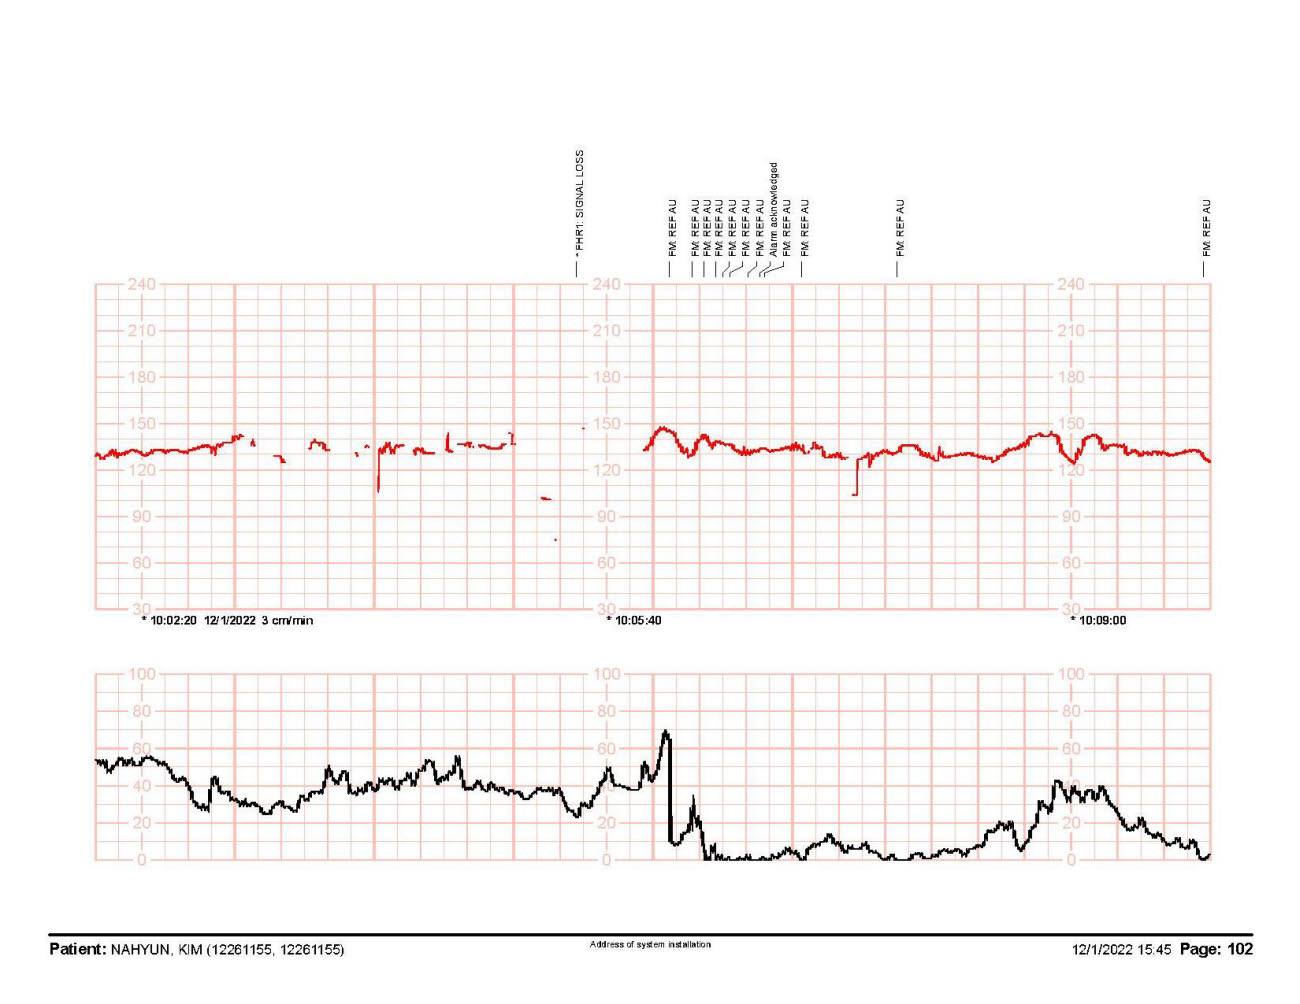 * FHR1: SIGNAL LOSS
FM: REF AU
FM: REF AU
FM: REF AU
FM: REF AU
FM: REF AU
FM: REF AU
FM: REF AU
Alarm acknowledged
FM: REF AU
FM: REF AU
FM: REF AU
FM: REF AU
240 240 240
210 210 210
180 180 180
150 150 150
120 120 120
90 90 90
60 60 60
30 30 30
* 10:02:20 12/1/2022 3 cm/min * 10:05:40 * 10:09:00
100 100 100
80 80 80
60 60 60
40 40 40
20 20 20
0 0 0
Patient: NAHYUN, KIM (12261155, 12261155) Address of system installation 12/1/2022 15:45 Page: 102